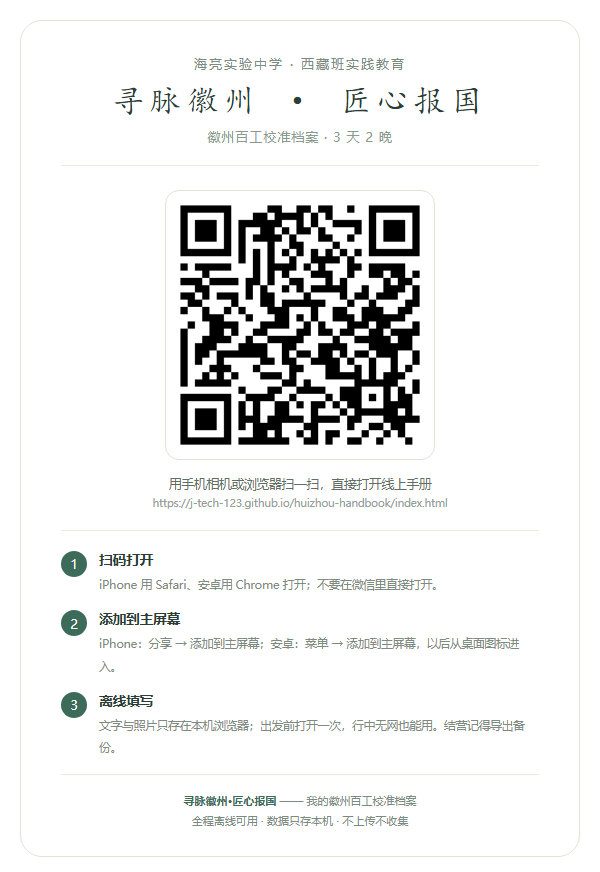 海亮实验中学 · 西藏班实践教育
寻脉徽州 • 匠心报国
徽州百工校准档案 · 3 天 2 晚
用手机相机或浏览器扫一扫，直接打开线上手册
https://j-tech-123.github.io/huizhou-handbook/index.html
1 扫码打开
iPhone 用 Safari、安卓用 Chrome 打开；不要在微信里直接打开。
2 添加到主屏幕
iPhone：分享 → 添加到主屏幕；安卓：菜单 → 添加到主屏幕，以后从桌面图标进
入。
3 离线填写
文字与照片只存在本机浏览器；出发前打开一次，行中无网也能用。结营记得导出备
份。
寻脉徽州·匠心报国 —— 我的徽州百工校准档案
全程离线可用 · 数据只存本机 · 不上传不收集